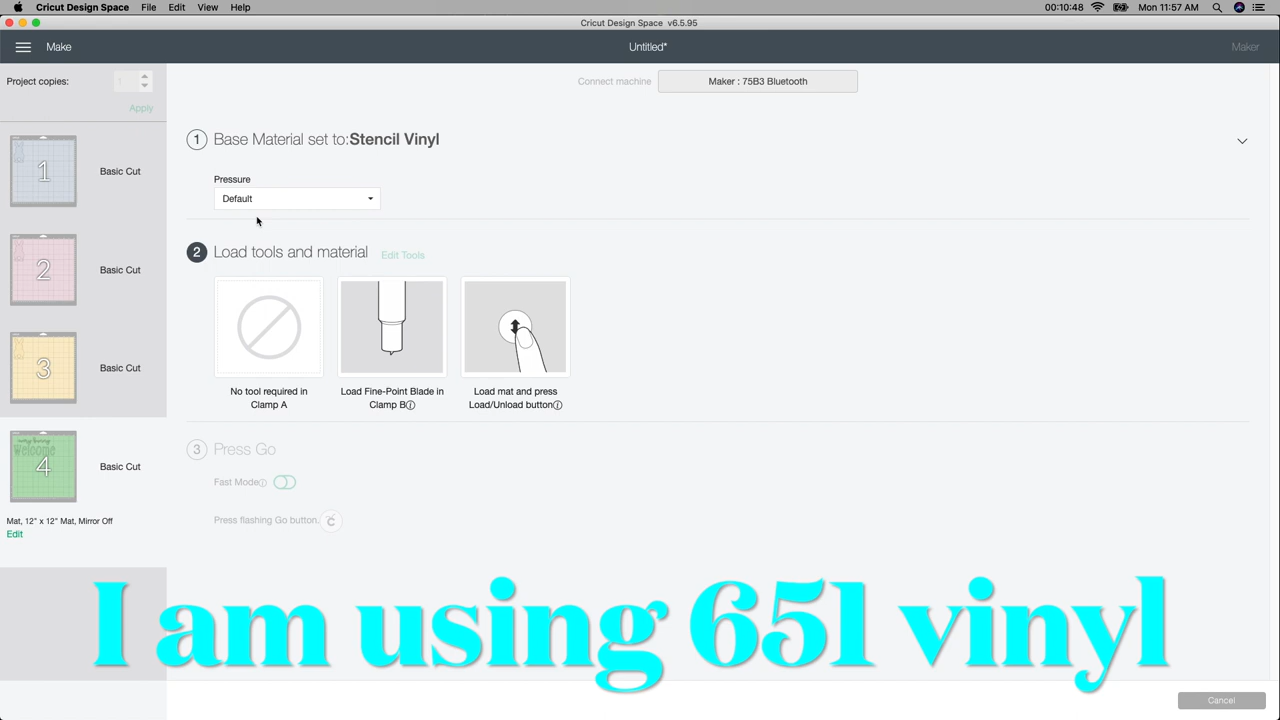 Cricut Design Space File Edit View Help 00:10:48 Mon 11:57 AM
Cricut Design Space v6.5.95
Make Untitled* Maker
Project copies: 1
Apply
Connect machine Maker : 75B3 Bluetooth
1 Basic Cut
2 Basic Cut
3 Basic Cut
4 Basic Cut
Welcome
Mat, 12" x 12" Mat, Mirror Off
Edit
1 Base Material set to:Stencil Vinyl
Pressure
Default
2 Load tools and material Edit Tools
No tool required in
Clamp A
Load Fine-Point Blade in
Clamp B
Load mat and press
Load/Unload button
3 Press Go
Fast Mode
Press flashing Go button.
I am using 651 vinyl
Cancel